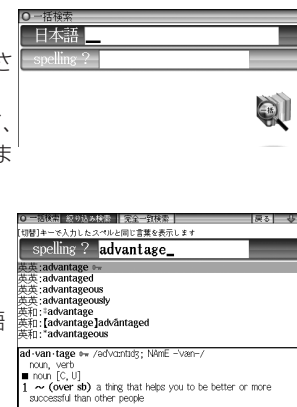 一括検索
日本語
さ
spelling ?
一括
、
ま
一括検索 絞り込み検索 完全一致検索 戻る
[切替]キーで入力したスペルと同じ言葉を表示します
spelling ? advantage_
英英:advantage
英英:advantaged
英英:advantageous
英英:advantageously
英和:*advantage
英和:【advantage】advàntaged
英和:*advantageous
語
ad·van·tage /ədˈvɑːntɪdʒ; NAmE -ˈvæn-/
noun, verb
■ noun [C, U]
1 ~ (over sb) a thing that helps you to be better or more
successful than other people